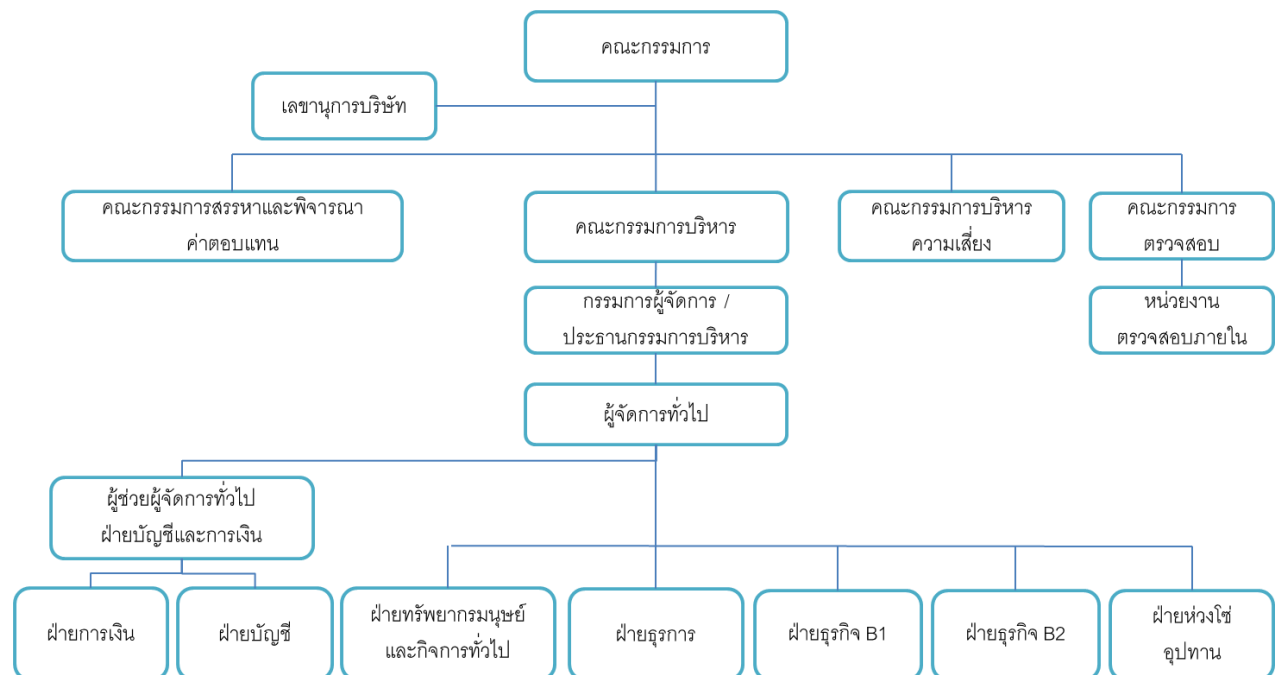 คณะกรรมการ
เลขานุการบริษัท
คณะกรรมการสรรหาและพิจารณา
ค่าตอบแทน
คณะกรรมการบริหาร
คณะกรรมการบริหาร
ความเสี่ยง
คณะกรรมการ
ตรวจสอบ
กรรมการผู้จัดการ /
ประธานกรรมการบริหาร
หน่วยงาน
ตรวจสอบภายใน
ผู้จัดการทั่วไป
ผู้ช่วยผู้จัดการทั่วไป
ฝ่ายบัญชีและการเงิน
ฝ่ายการเงิน
ฝ่ายบัญชี
ฝ่ายทรัพยากรมนุษย์
และกิจการทั่วไป
ฝ่ายธุรการ
ฝ่ายธุรกิจ B1
ฝ่ายธุรกิจ B2
ฝ่ายห่วงโซ่
อุปทาน